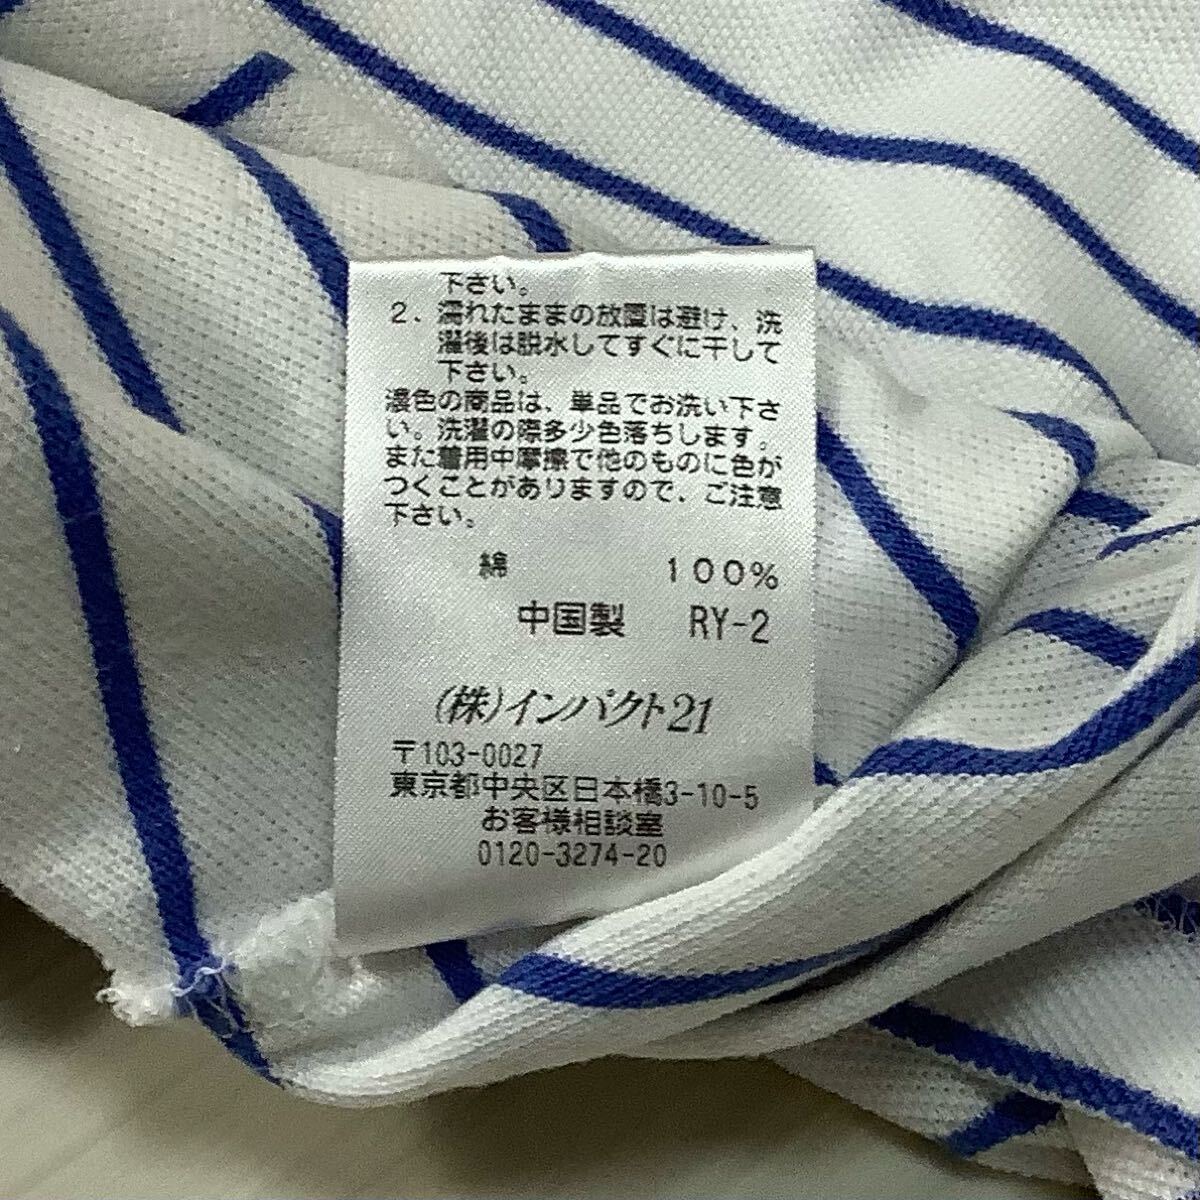 下さい。
2. 濡れたままの放置は避け、洗
濯後は脱水してすぐに干して
下さい。
濃色の商品は、単品でお洗い下さ
い。洗濯の際多少色落ちします。
また着用中摩擦で他のものに色が
つくことがありますので、ご注意
下さい。
綿 100%
中国製 RY-2
(株)インパクト21
〒103-0027
東京都中央区日本橋3-10-5
お客様相談室
0120-3274-20